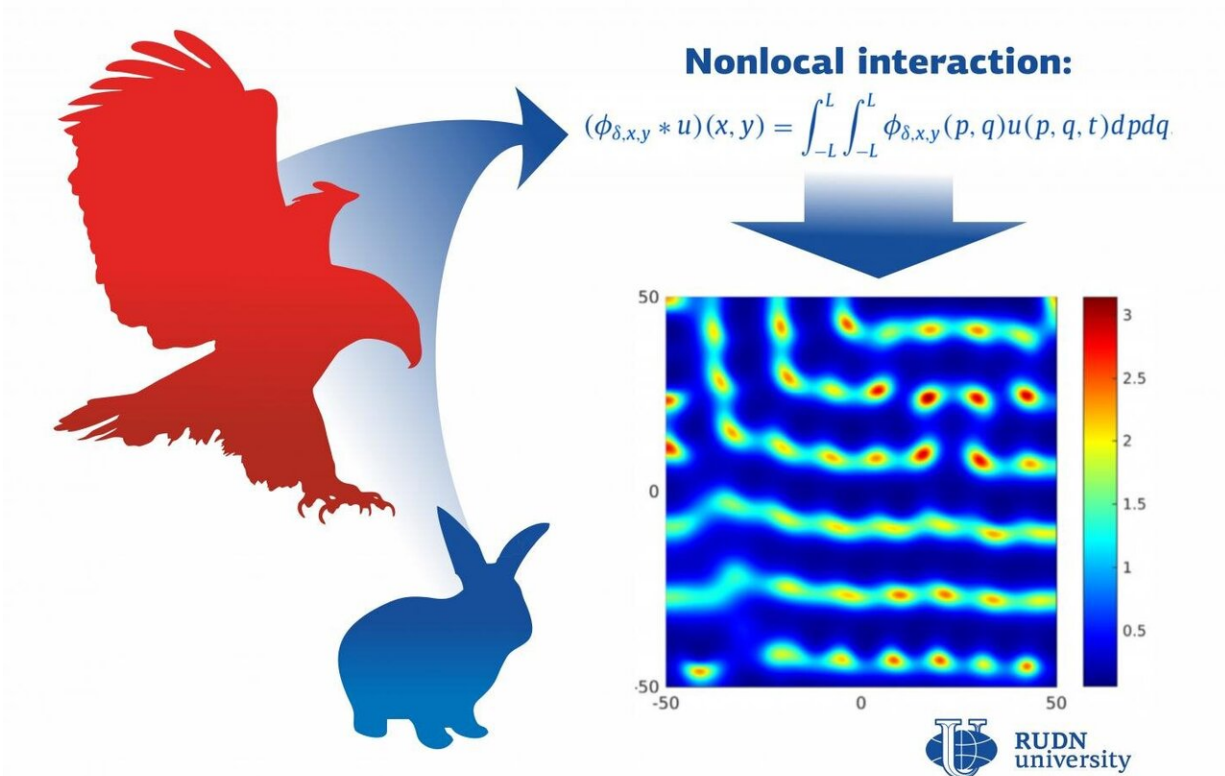 Nonlocal interaction:
(ϕ_{δ,x,y} * u)(x, y) = ∫_{-L}^{L} ∫_{-L}^{L} ϕ_{δ,x,y}(p, q)u(p, q, t)dpdq
50
0
-50
-50 0 50
3
2.5
2
1.5
1
0.5
RUDN
university